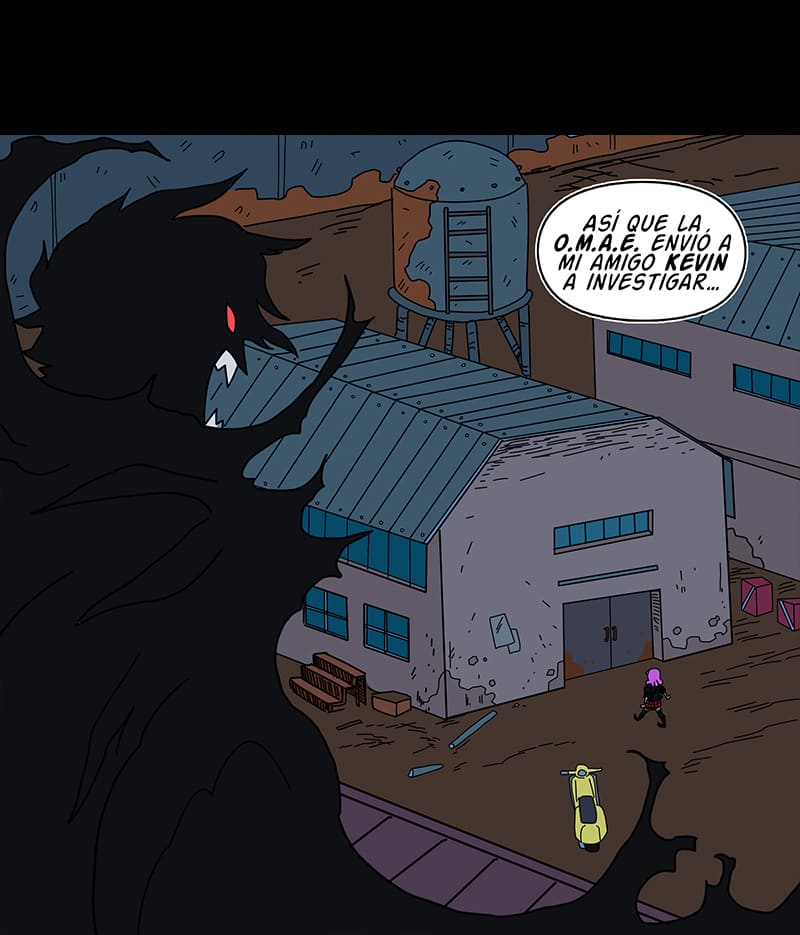 ASÍ QUE LA
O.M.A.E. ENVIÓ A
MI AMIGO KEVIN
A INVESTIGAR...